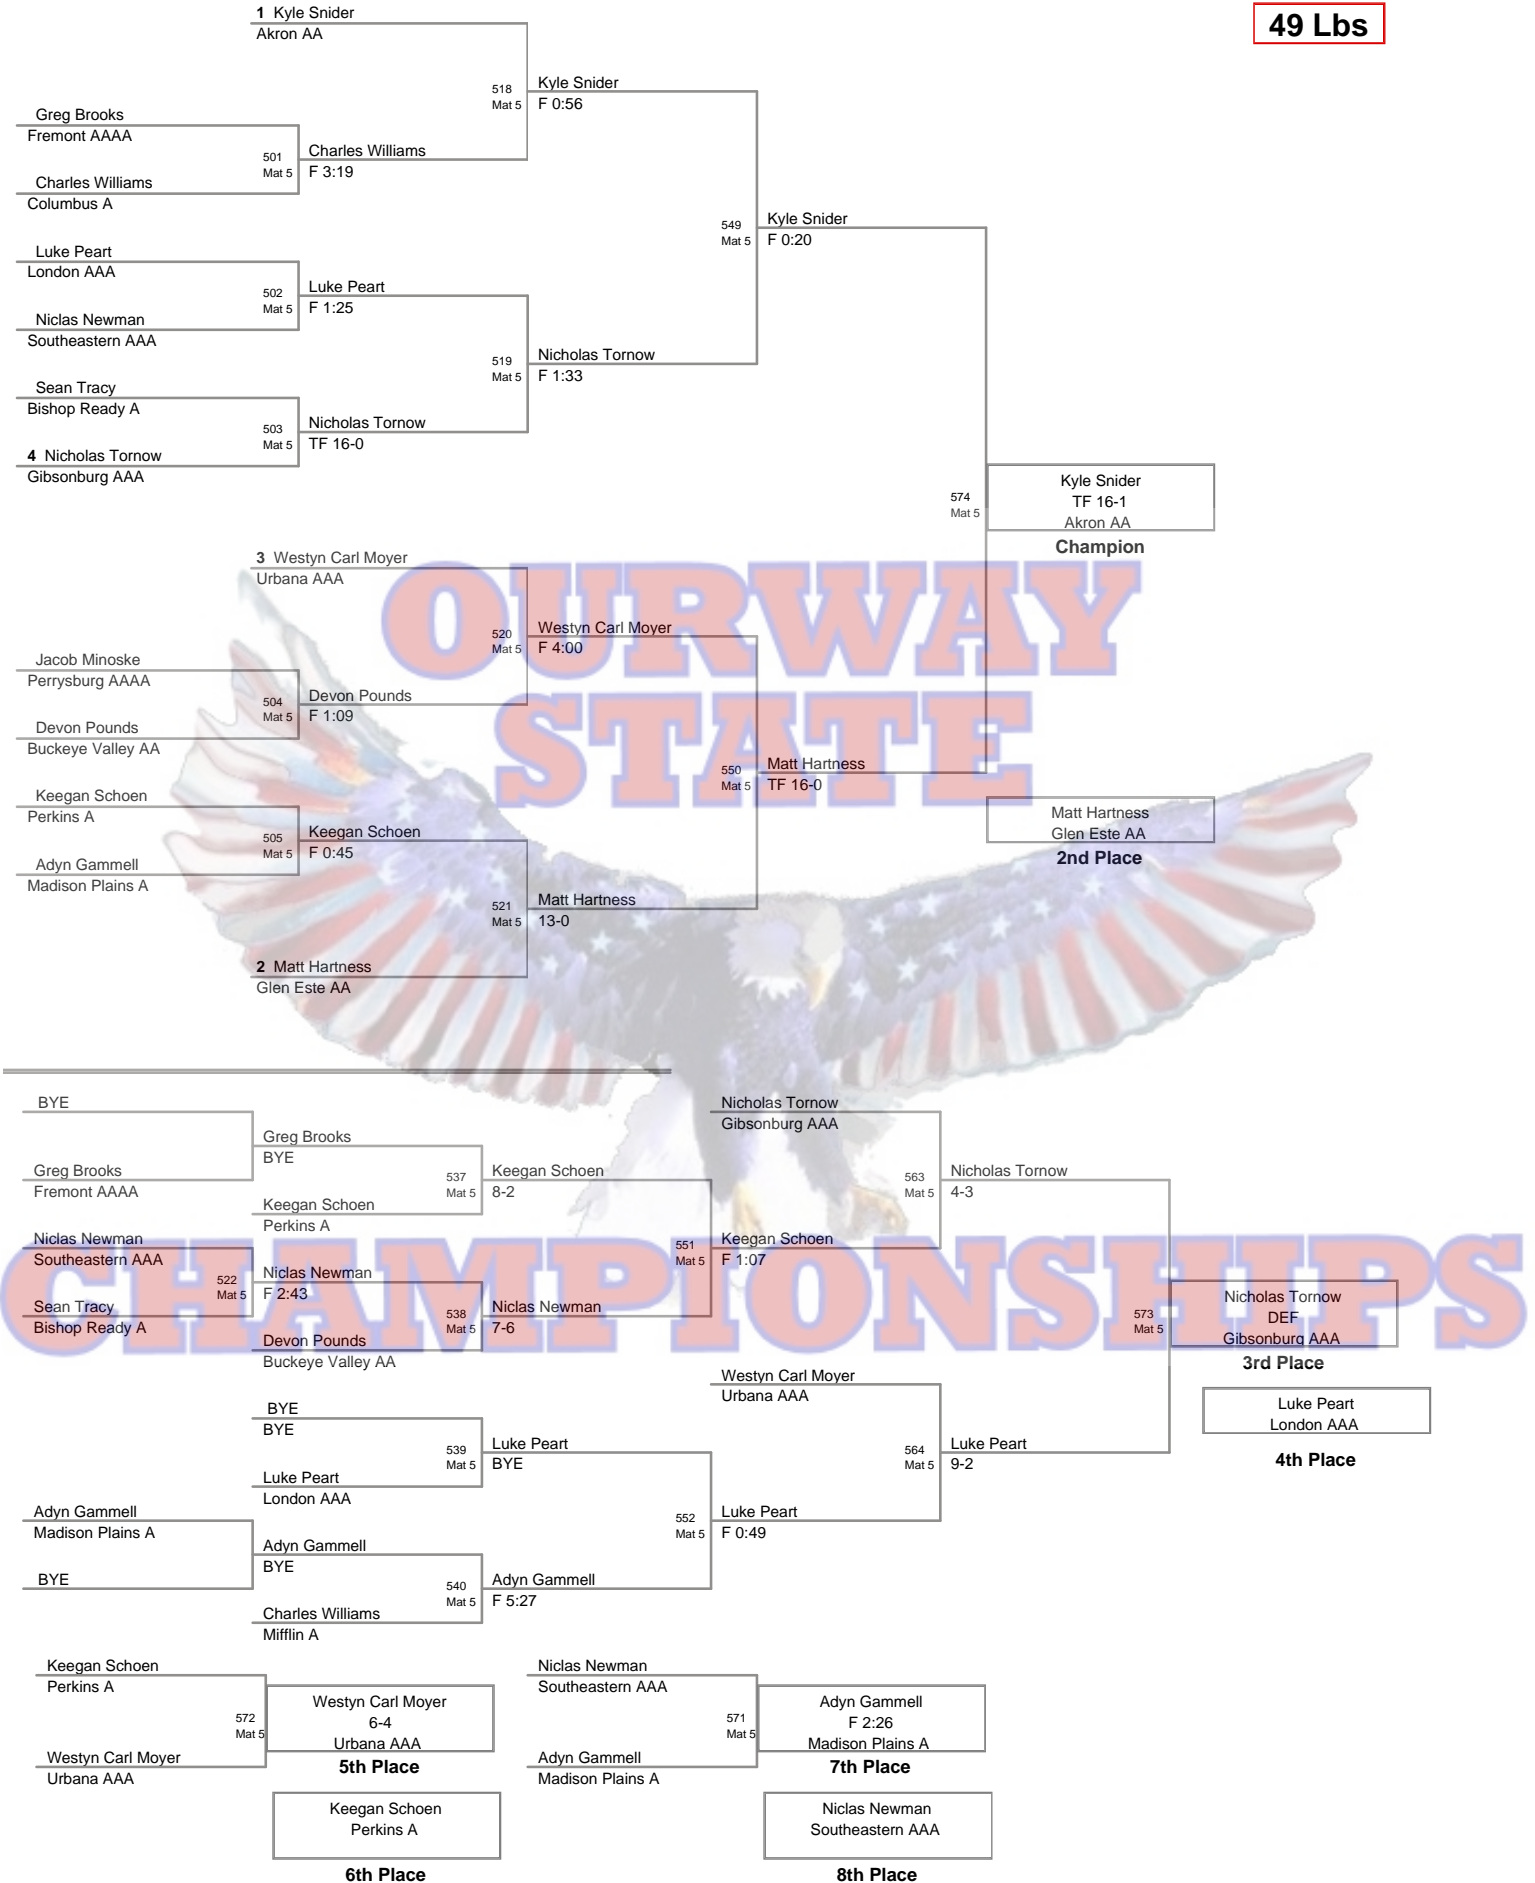 49 Lbs
1 Kyle Snider
Akron AA
518
Mat 5
Kyle Snider
F 0:56
Greg Brooks
Fremont AAAA
501
Mat 5
Charles Williams
F 3:19
Charles Williams
Columbus A
549
Mat 5
Kyle Snider
F 0:20
Luke Peart
London AAA
502
Mat 5
Luke Peart
F 1:25
Niclas Newman
Southeastern AAA
519
Mat 5
Nicholas Tornow
F 1:33
Sean Tracy
Bishop Ready A
503
Mat 5
Nicholas Tornow
TF 16-0
4 Nicholas Tornow
Gibsonburg AAA
574
Mat 5
Kyle Snider
TF 16-1
Akron AA
Champion
3 Westyn Carl Moyer
Urbana AAA
OURWAY
STATE
520
Mat 5
Westyn Carl Moyer
F 4:00
Jacob Minoske
Perrysburg AAAA
504
Mat 5
Devon Pounds
F 1:09
Devon Pounds
Buckeye Valley AA
550
Mat 5
Matt Hartness
TF 16-0
Keegan Schoen
Perkins A
505
Mat 5
Keegan Schoen
F 0:45
Adyn Gammell
Madison Plains A
Matt Hartness
Glen Este AA
2nd Place
521
Mat 5
Matt Hartness
13-0
2 Matt Hartness
Glen Este AA
BYE
Greg Brooks
BYE
Greg Brooks
Fremont AAAA
537
Mat 5
Keegan Schoen
8-2
Keegan Schoen
Perkins A
Nicholas Tornow
Gibsonburg AAA
563
Mat 5
Nicholas Tornow
4-3
CHAMPIONSHIPS
Niclas Newman
Southeastern AAA
522
Mat 5
Niclas Newman
F 2:43
Sean Tracy
Bishop Ready A
538
Mat 5
Niclas Newman
7-6
Devon Pounds
Buckeye Valley AA
551
Mat 5
Keegan Schoen
F 1:07
573
Mat 5
Nicholas Tornow
DEF
Gibsonburg AAA
3rd Place
Luke Peart
London AAA
4th Place
Westyn Carl Moyer
Urbana AAA
BYE
BYE
539
Mat 5
Luke Peart
BYE
Luke Peart
London AAA
564
Mat 5
Luke Peart
9-2
Adyn Gammell
Madison Plains A
552
Mat 5
Luke Peart
F 0:49
Adyn Gammell
BYE
BYE
540
Mat 5
Adyn Gammell
F 5:27
Charles Williams
Mifflin A
Keegan Schoen
Perkins A
572
Mat 5
Westyn Carl Moyer
6-4
Urbana AAA
5th Place
Westyn Carl Moyer
Urbana AAA
Keegan Schoen
Perkins A
6th Place
Niclas Newman
Southeastern AAA
571
Mat 5
Adyn Gammell
F 2:26
Madison Plains A
7th Place
Adyn Gammell
Madison Plains A
Niclas Newman
Southeastern AAA
8th Place